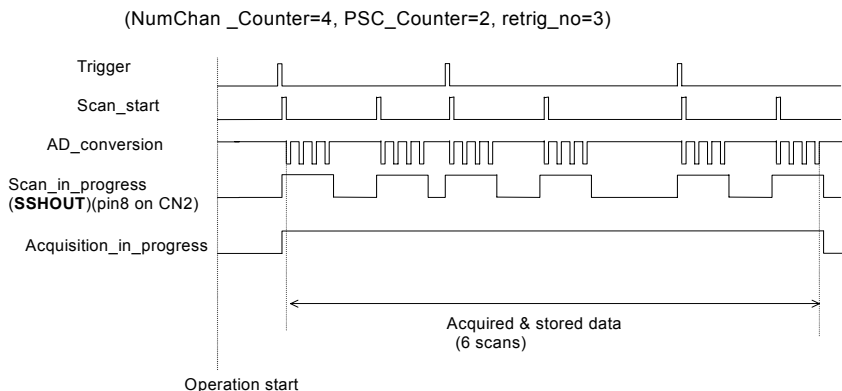 (NumChan _Counter=4, PSC_Counter=2, retrig_no=3)
Trigger
Scan_start
AD_conversion
Scan_in_progress
(SSHOUT)(pin8 on CN2)
Acquisition_in_progress
Acquired & stored data
(6 scans)
Operation start